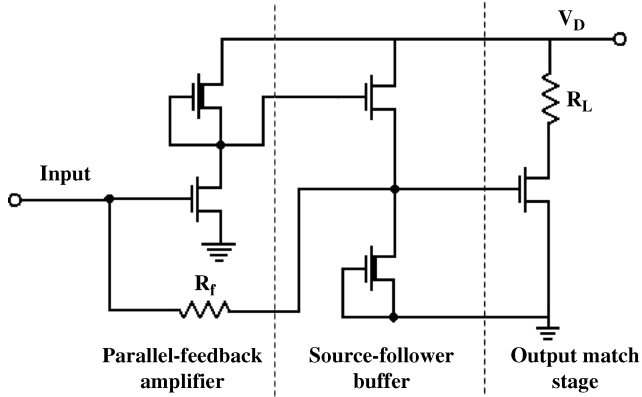 V_D
R_L
Input
R_f
Parallel-feedback
amplifier
Source-follower
buffer
Output match
stage